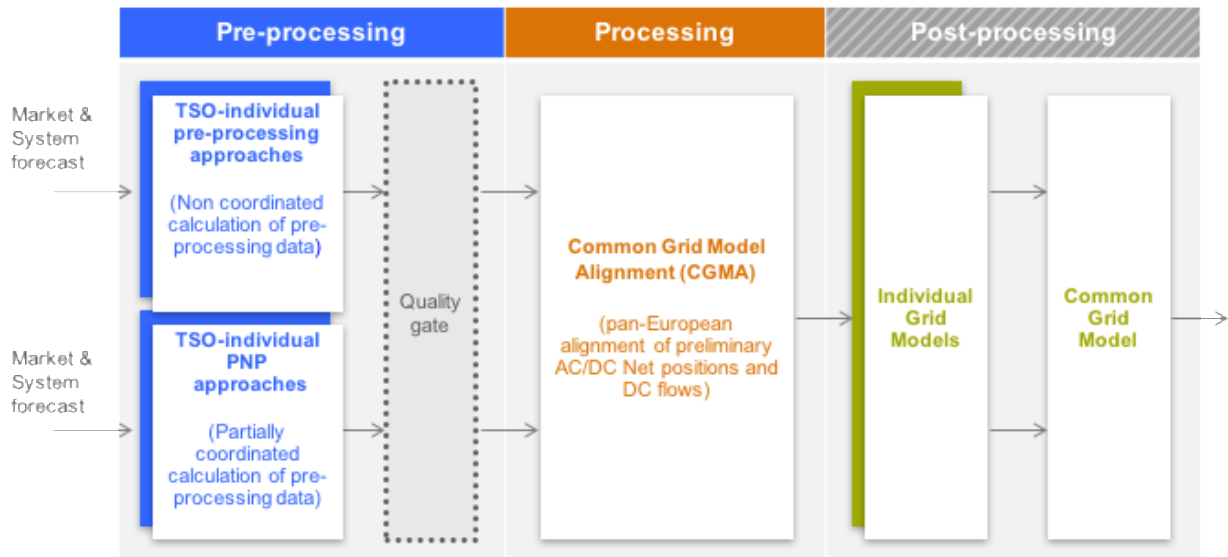 Pre-processing
Processing
Post-processing
Market &
System
forecast
TSO-individual
pre-processing
approaches
(Non coordinated
calculation of pre-
processing data)
Market &
System
forecast
TSO-individual
PNP
approaches
(Partially
coordinated
calculation of pre-
processing data)
Quality
gate
Common Grid Model
Alignment (CGMA)
(pan-European
alignment of preliminary
AC/DC Net positions and
DC flows)
Individual
Grid
Models
Common
Grid
Model